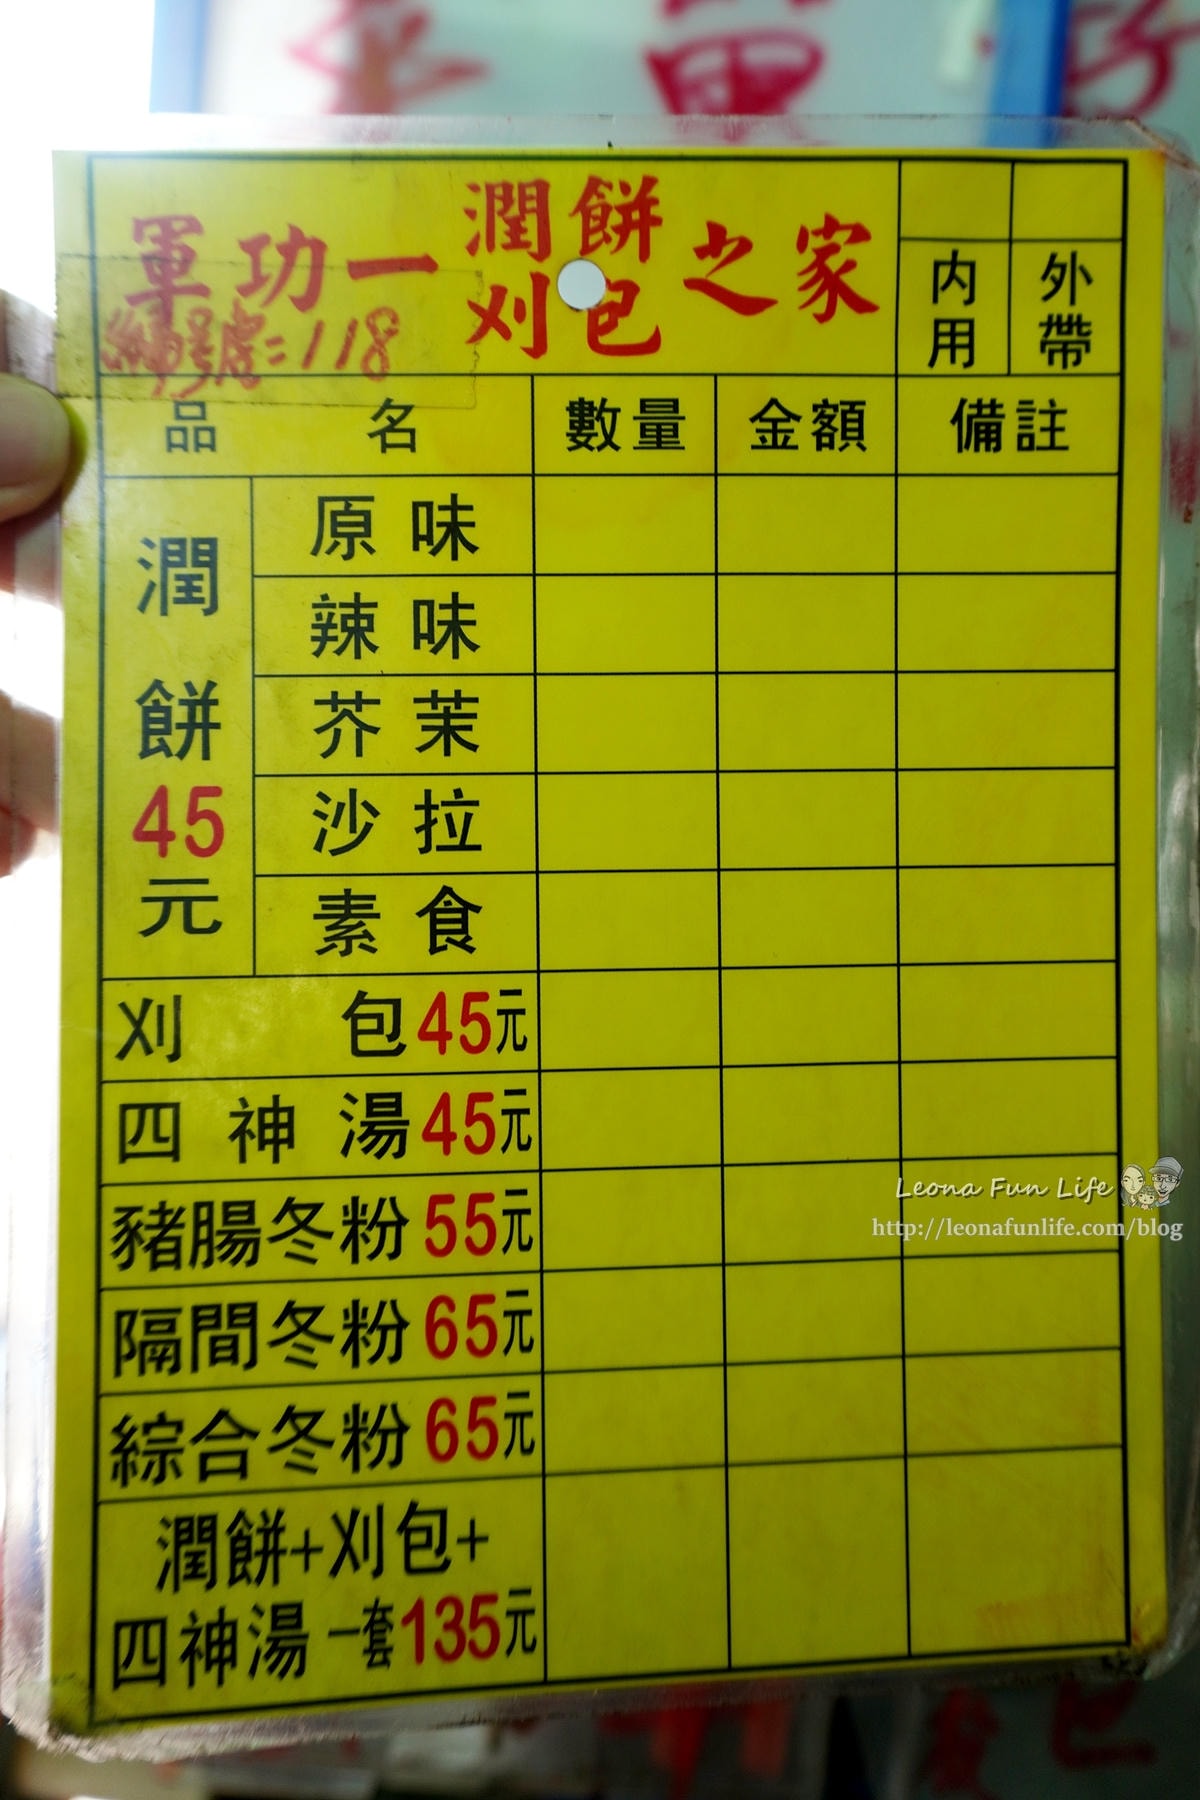 軍功一潤餅刈包之家
編號處:118
内用
外帶
品名 數量 金額 備註
潤餅45元
原味
辣味
芥茉
沙拉
素食
刈包45元
四神湯45元
豬腸冬粉55元
隔間冬粉65元
綜合冬粉65元
潤餅+刈包+
四神湯一套135元
Leona Fun Life
http://leonafunlife.com/blog